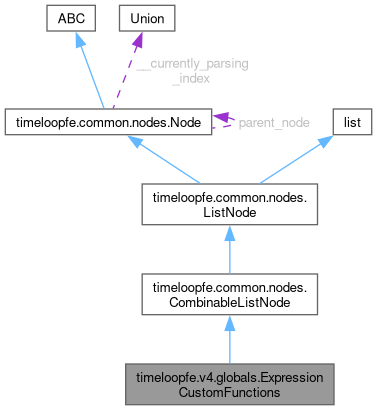 ABC
Union
__currently_parsing
_index
timeloopfe.common.nodes.Node
parent_node
list
timeloopfe.common.nodes.
ListNode
timeloopfe.common.nodes.
CombinableListNode
timeloopfe.v4.globals.Expression
CustomFunctions